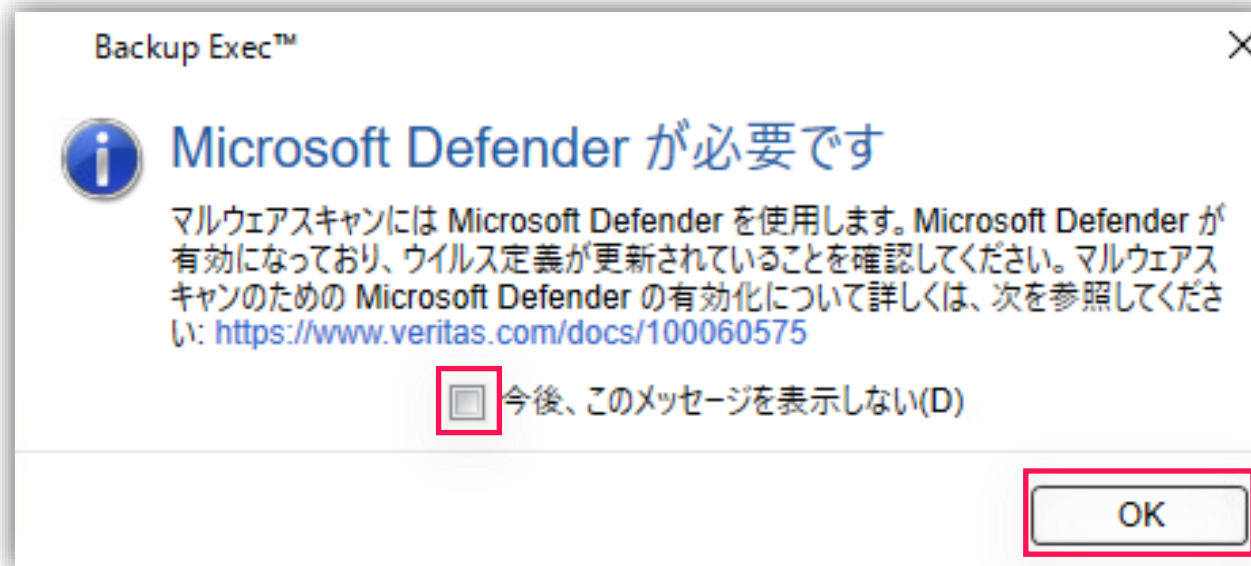 Backup Exec™
Microsoft Defender が必要です
マルウェアスキャンには Microsoft Defender を使用します。Microsoft Defender が
有効になっており、ウイルス定義が更新されていることを確認してください。マルウェアス
キャンのための Microsoft Defender の有効化について詳しくは、次を参照してくださ
い: https://www.veritas.com/docs/100060575
今後、このメッセージを表示しない(D)
OK